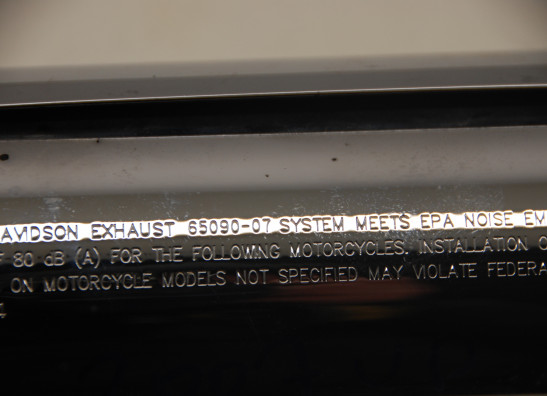 AVIDSON EXHAUST 65090-07 SYSTEM MEETS EPA NOISE EM
F 80 dB (A) FOR THE FOLLOWING MOTORCYCLES. INSTALLATION O
ON MOTORCYCLE MODELS NOT SPECIFIED MAY VIOLATE FEDERA